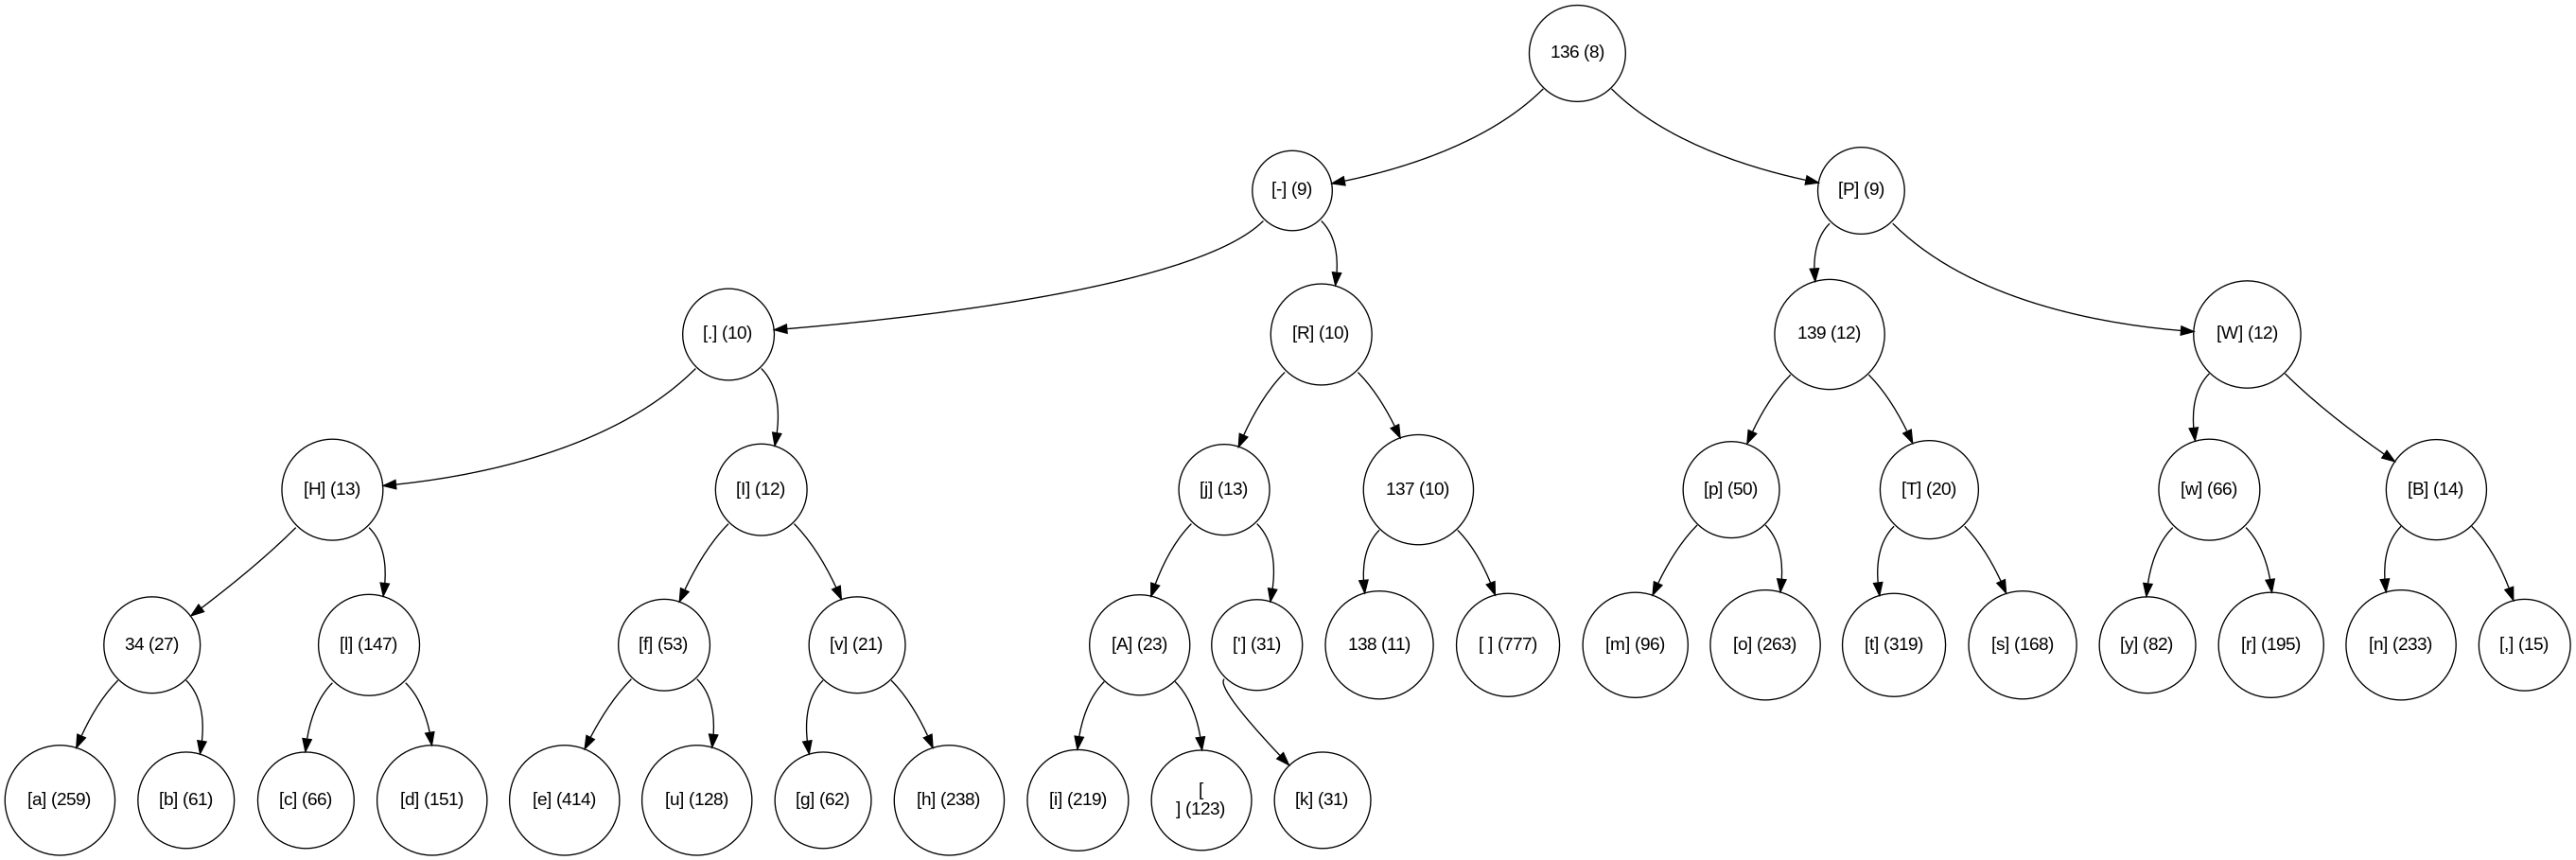 136 (8)
[-] (9)
[P] (9)
[.] (10)
[R] (10)
139 (12)
[W] (12)
[H] (13)
[I] (12)
[j] (13)
137 (10)
[p] (50)
[T] (20)
[w] (66)
[B] (14)
34 (27)
[l] (147)
[f] (53)
[v] (21)
[A] (23)
['] (31)
138 (11)
[ ] (777)
[m] (96)
[o] (263)
[t] (319)
[s] (168)
[y] (82)
[r] (195)
[n] (233)
[,] (15)
[a] (259)
[b] (61)
[c] (66)
[d] (151)
[e] (414)
[u] (128)
[g] (62)
[h] (238)
[i] (219)
[
] (123)
[k] (31)